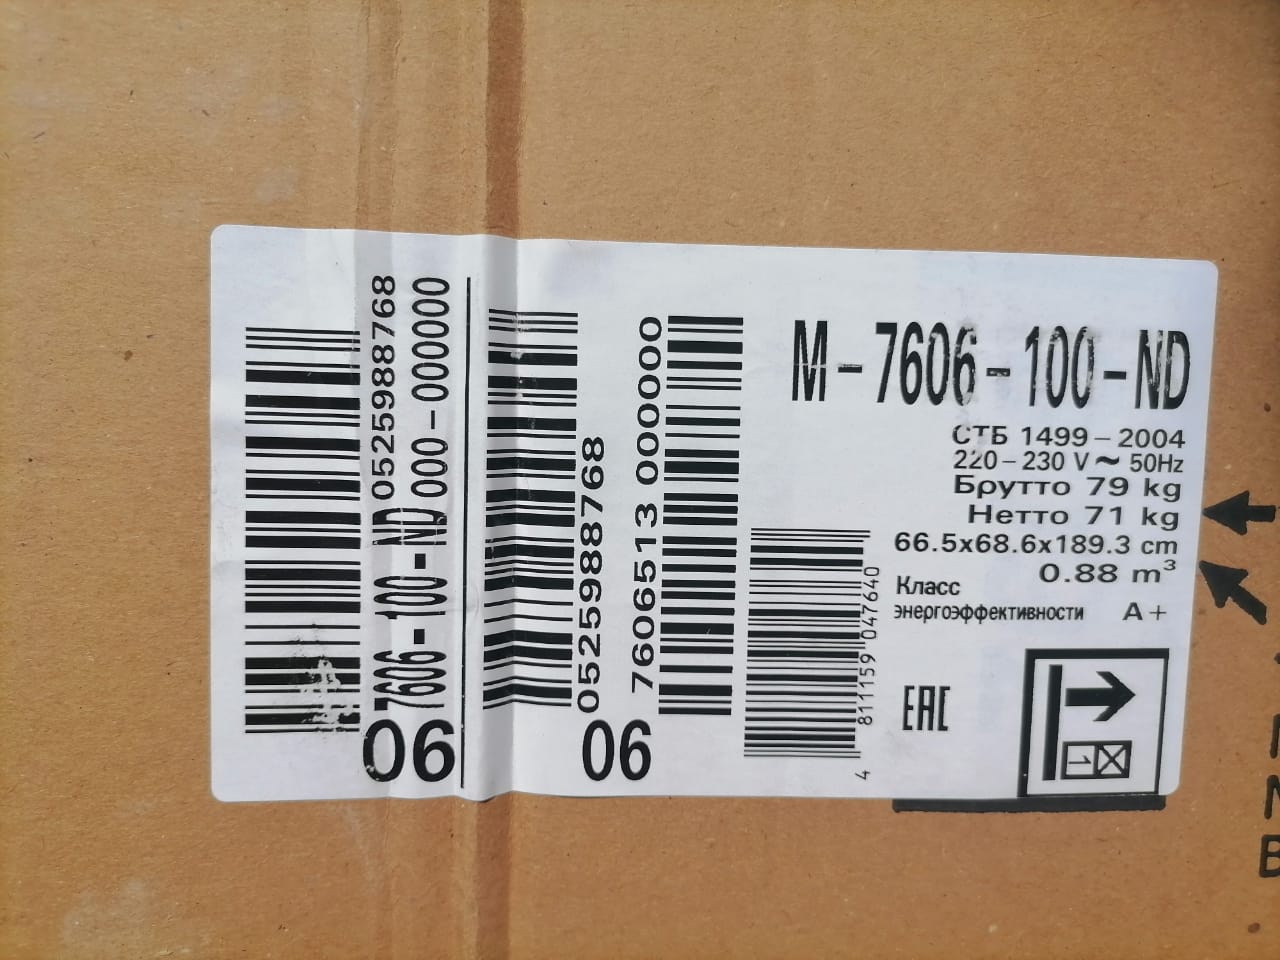 М-7606-100-ND
СТБ 1499-2004
220-230 V ~ 50Hz
Брутто 79 kg
Нетто 71 kg
66.5x68.6x189.3 cm
0.88 m³
Класс
энергоэффективности A+
4 811159 047640
EAC
1
7606513 000000
0525988768
06
7606-100-ND 000-000000
0525988768
06